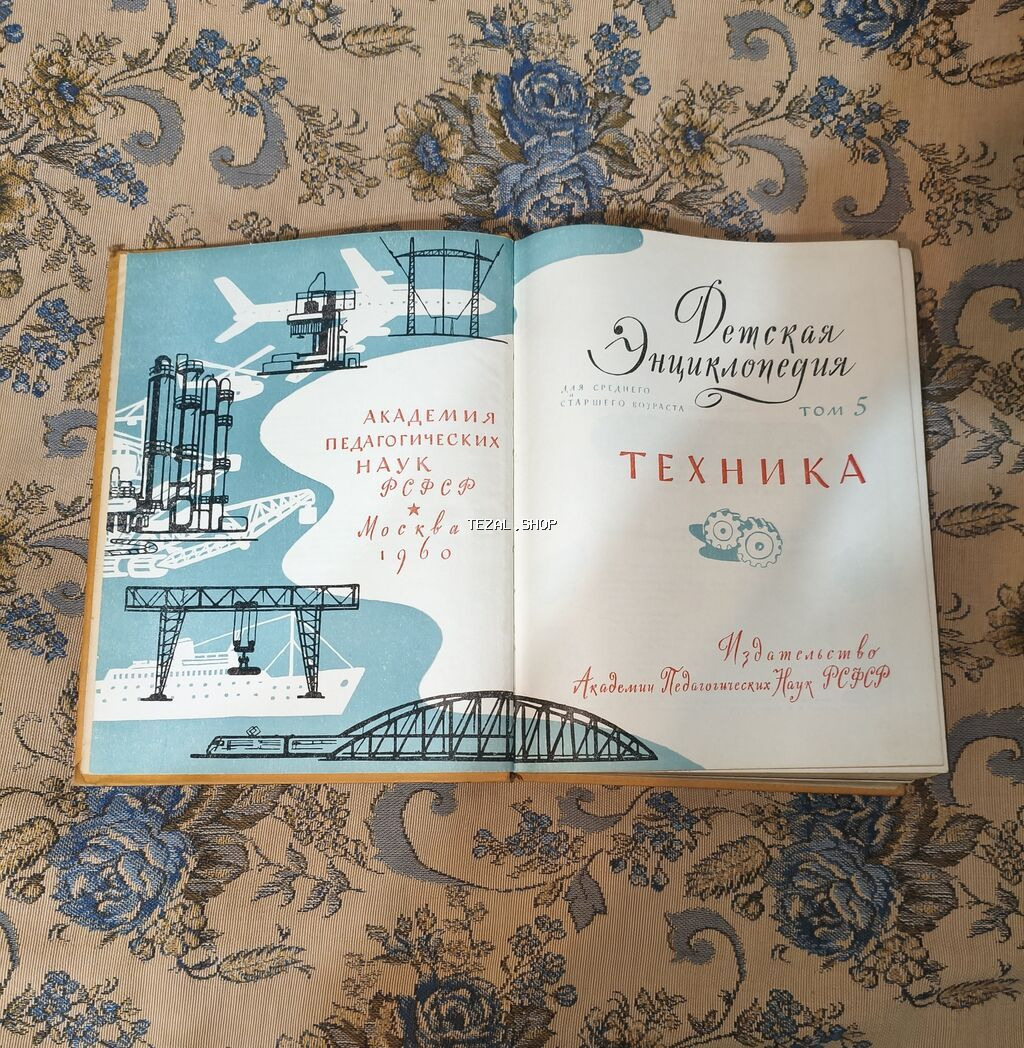 АКАДЕМИЯ
ПЕДАГОГИЧЕСКИХ
НАУК
РСФСР
Москва
1960
TEZAL.SHOP
Детская
Энциклопедия
ДЛЯ СРЕДНЕГО
И
СТАРШЕГО ВОЗРАСТА
ТОМ 5
ТЕХНИКА
Издательство
Академии Педагогических Наук РСФСР